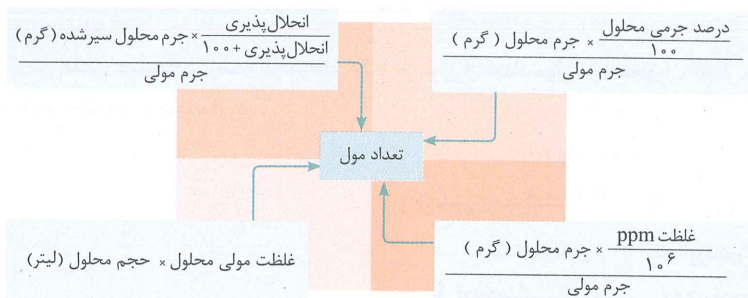 درصد جرمی محلول
۱۰۰
× جرم محلول ( گرم )
جرم مولی
انحلال‌پذیری
انحلال‌پذیری + ۱۰۰
× جرم محلول سیرشده ( گرم )
جرم مولی
تعداد مول
غلظت ppm
۱۰۶
× جرم محلول ( گرم )
جرم مولی
غلظت مولی محلول × حجم محلول (لیتر)